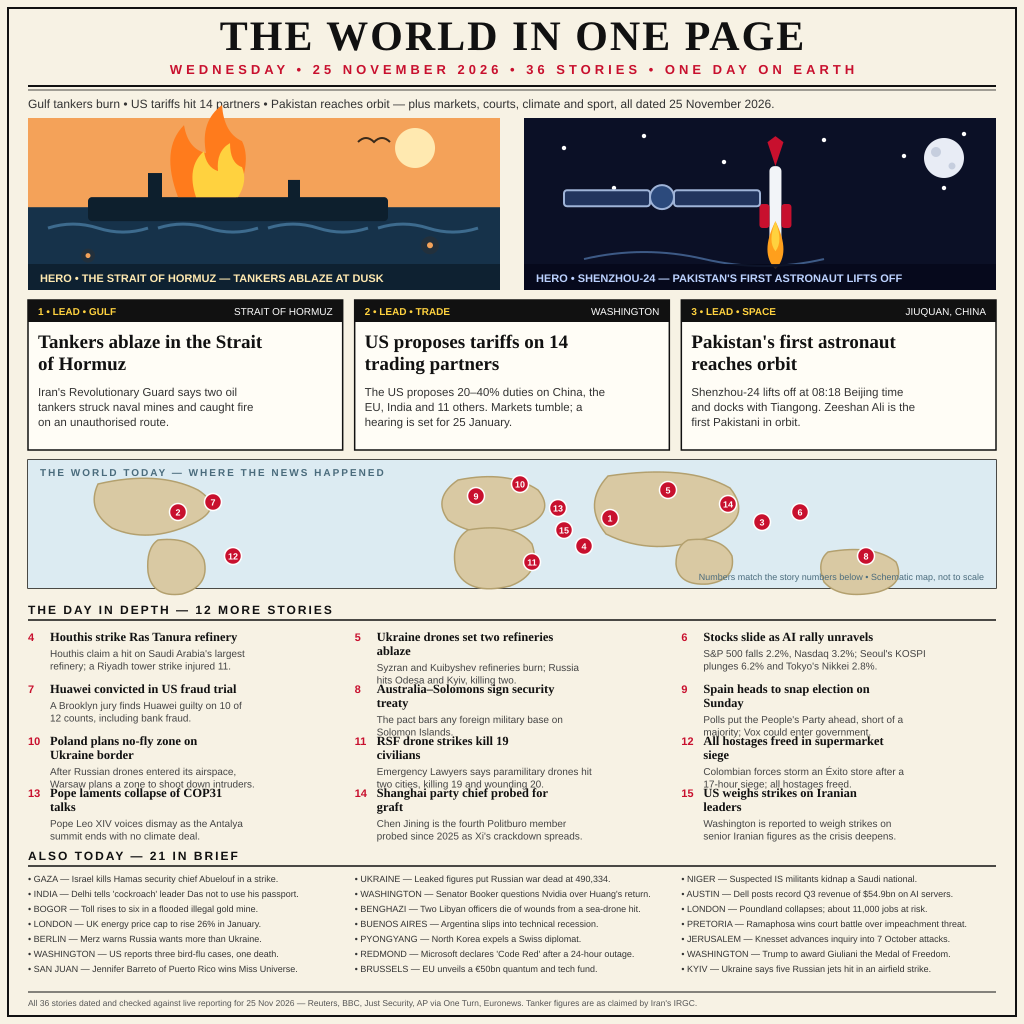 THE WORLD IN ONE PAGE
WEDNESDAY • 25 NOVEMBER 2026 • 36 STORIES • ONE DAY ON EARTH
Gulf tankers burn • US tariffs hit 14 partners • Pakistan reaches orbit — plus markets, courts, climate and sport, all dated 25 November 2026.
HERO • THE STRAIT OF HORMUZ — TANKERS ABLAZE AT DUSK
HERO • SHENZHOU-24 — PAKISTAN'S FIRST ASTRONAUT LIFTS OFF
1 • LEAD • GULF STRAIT OF HORMUZ
Tankers ablaze in the Strait
of Hormuz
Iran's Revolutionary Guard says two oil
tankers struck naval mines and caught fire
on an unauthorised route.
2 • LEAD • TRADE WASHINGTON
US proposes tariffs on 14
trading partners
The US proposes 20–40% duties on China, the
EU, India and 11 others. Markets tumble; a
hearing is set for 25 January.
3 • LEAD • SPACE JIUQUAN, CHINA
Pakistan's first astronaut
reaches orbit
Shenzhou-24 lifts off at 08:18 Beijing time
and docks with Tiangong. Zeeshan Ali is the
first Pakistani in orbit.
THE WORLD TODAY — WHERE THE NEWS HAPPENED
10
5
9
7
14
13
2
1
6
3
15
4
12
8
11
Numbers match the story numbers below • Schematic map, not to scale
THE DAY IN DEPTH — 12 MORE STORIES
4 Houthis strike Ras Tanura refinery
Houthis claim a hit on Saudi Arabia's largest
refinery; a Riyadh tower strike injured 11.
5 Ukraine drones set two refineries
ablaze
Syzran and Kuibyshev refineries burn; Russia
hits Odesa and Kyiv, killing two.
6 Stocks slide as AI rally unravels
S&P 500 falls 2.2%, Nasdaq 3.2%; Seoul's KOSPI
plunges 6.2% and Tokyo's Nikkei 2.8%.
7 Huawei convicted in US fraud trial
A Brooklyn jury finds Huawei guilty on 10 of
12 counts, including bank fraud.
8 Australia–Solomons sign security
treaty
The pact bars any foreign military base on
Solomon Islands.
9 Spain heads to snap election on
Sunday
Polls put the People's Party ahead, short of a
majority; Vox could enter government.
10 Poland plans no-fly zone on
Ukraine border
After Russian drones entered its airspace,
Warsaw plans a zone to shoot down intruders.
11 RSF drone strikes kill 19
civilians
Emergency Lawyers says paramilitary drones hit
two cities, killing 19 and wounding 20.
12 All hostages freed in supermarket
siege
Colombian forces storm an Éxito store after a
17-hour siege; all hostages freed.
13 Pope laments collapse of COP31
talks
Pope Leo XIV voices dismay as the Antalya
summit ends with no climate deal.
14 Shanghai party chief probed for
graft
Chen Jining is the fourth Politburo member
probed since 2025 as Xi's crackdown spreads.
15 US weighs strikes on Iranian
leaders
Washington is reported to weigh strikes on
senior Iranian figures as the crisis deepens.
ALSO TODAY — 21 IN BRIEF
• GAZA — Israel kills Hamas security chief Abuelouf in a strike.
• INDIA — Delhi tells 'cockroach' leader Das not to use his passport.
• BOGOR — Toll rises to six in a flooded illegal gold mine.
• LONDON — UK energy price cap to rise 26% in January.
• BERLIN — Merz warns Russia wants more than Ukraine.
• WASHINGTON — US reports three bird-flu cases, one death.
• SAN JUAN — Jennifer Barreto of Puerto Rico wins Miss Universe.
• UKRAINE — Leaked figures put Russian war dead at 490,334.
• WASHINGTON — Senator Booker questions Nvidia over Huang's return.
• BENGHAZI — Two Libyan officers die of wounds from a sea-drone hit.
• BUENOS AIRES — Argentina slips into technical recession.
• PYONGYANG — North Korea expels a Swiss diplomat.
• REDMOND — Microsoft declares 'Code Red' after a 24-hour outage.
• BRUSSELS — EU unveils a €50bn quantum and tech fund.
• NIGER — Suspected IS militants kidnap a Saudi national.
• AUSTIN — Dell posts record Q3 revenue of $54.9bn on AI servers.
• LONDON — Poundland collapses; about 11,000 jobs at risk.
• PRETORIA — Ramaphosa wins court battle over impeachment threat.
• JERUSALEM — Knesset advances inquiry into 7 October attacks.
• WASHINGTON — Trump to award Giuliani the Medal of Freedom.
• KYIV — Ukraine says five Russian jets hit in an airfield strike.
All 36 stories dated and checked against live reporting for 25 Nov 2026 — Reuters, BBC, Just Security, AP via One Turn, Euronews. Tanker figures are as claimed by Iran's IRGC.